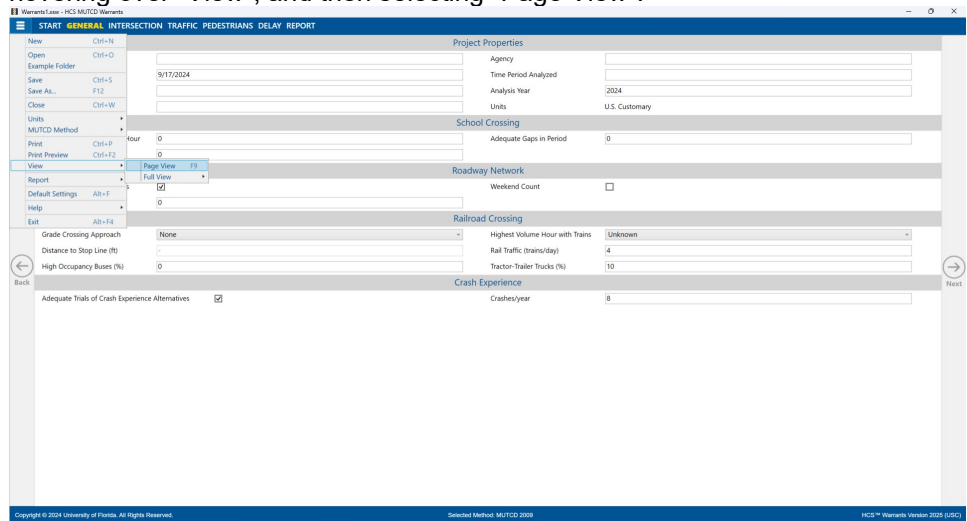 hovering over "View", and then selecting "Page View".
Warrants1.xsw - HCS MUTCD Warrants
START GENERAL INTERSECTION TRAFFIC PEDESTRIANS DELAY REPORT
New Ctrl+N
Open Ctrl+O
Example Folder
Save Ctrl+S
Save As... F12
Close Ctrl+W
Units
MUTCD Method
Print Ctrl+P
Print Preview Ctrl+F2
View
Report
Default Settings Alt+F
Help
Exit Alt+F4
Page View F9
Full View
Project Properties
Agency
9/17/2024 Time Period Analyzed
Analysis Year 2024
Units U.S. Customary
School Crossing
Hour 0 Adequate Gaps in Period 0
0
Roadway Network
s Weekend Count
0
Railroad Crossing
Grade Crossing Approach None Highest Volume Hour with Trains Unknown
Distance to Stop Line (ft) - Rail Traffic (trains/day) 4
High Occupancy Buses (%) 0 Tractor-Trailer Trucks (%) 10
Back Next
Crash Experience
Adequate Trials of Crash Experience Alternatives Crashes/year 8
Copyright © 2024 University of Florida. All Rights Reserved. Selected Method: MUTCD 2009 HCS™ Warrants Version 2025 (USC)